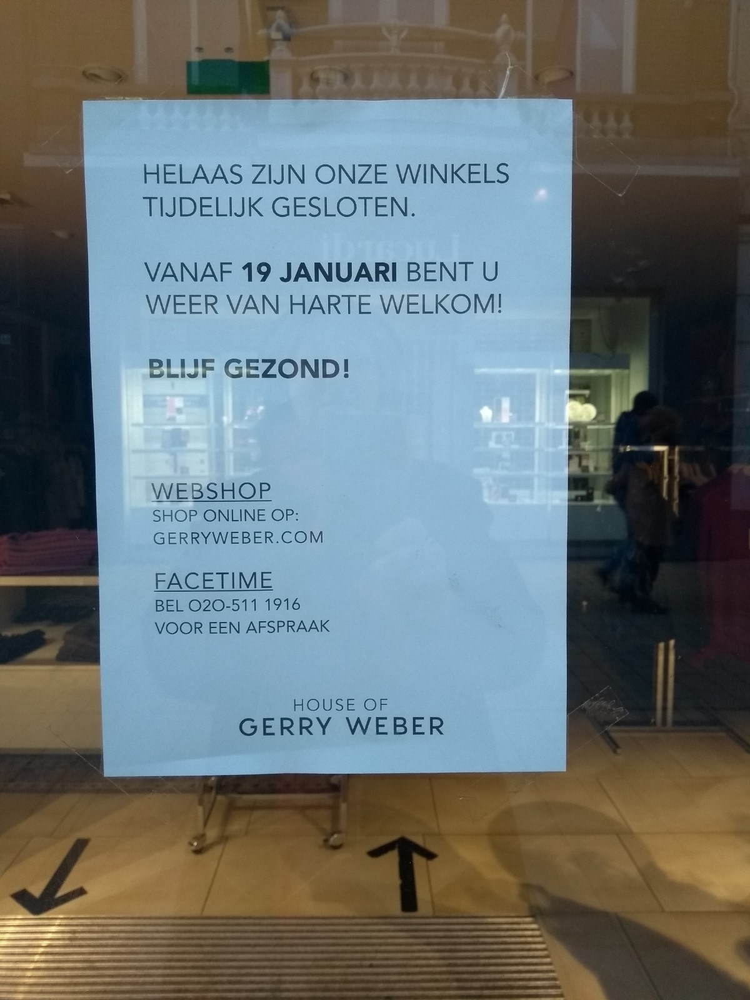 HELAAS ZIJN ONZE WINKELS
TIJDELIJK GESLOTEN.
VANAF 19 JANUARI BENT U
WEER VAN HARTE WELKOM!
BLIJF GEZOND!
WEBSHOP
SHOP ONLINE OP:
GERRYWEBER.COM
FACETIME
BEL 020-511 1916
VOOR EEN AFSPRAAK
HOUSE OF
GERRY WEBER
Lucardi